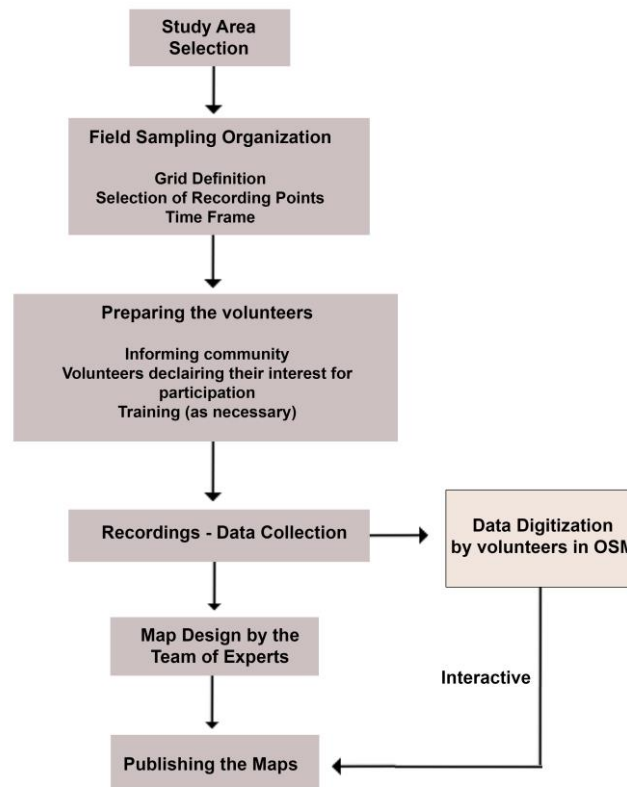 Study Area
Selection
Field Sampling Organization
Grid Definition
Selection of Recording Points
Time Frame
Preparing the volunteers
Informing community
Volunteers declairing their interest for
participation
Training (as necessary)
Recordings - Data Collection
Data Digitization
by volunteers in OSM
Map Design by the
Team of Experts
Interactive
Publishing the Maps